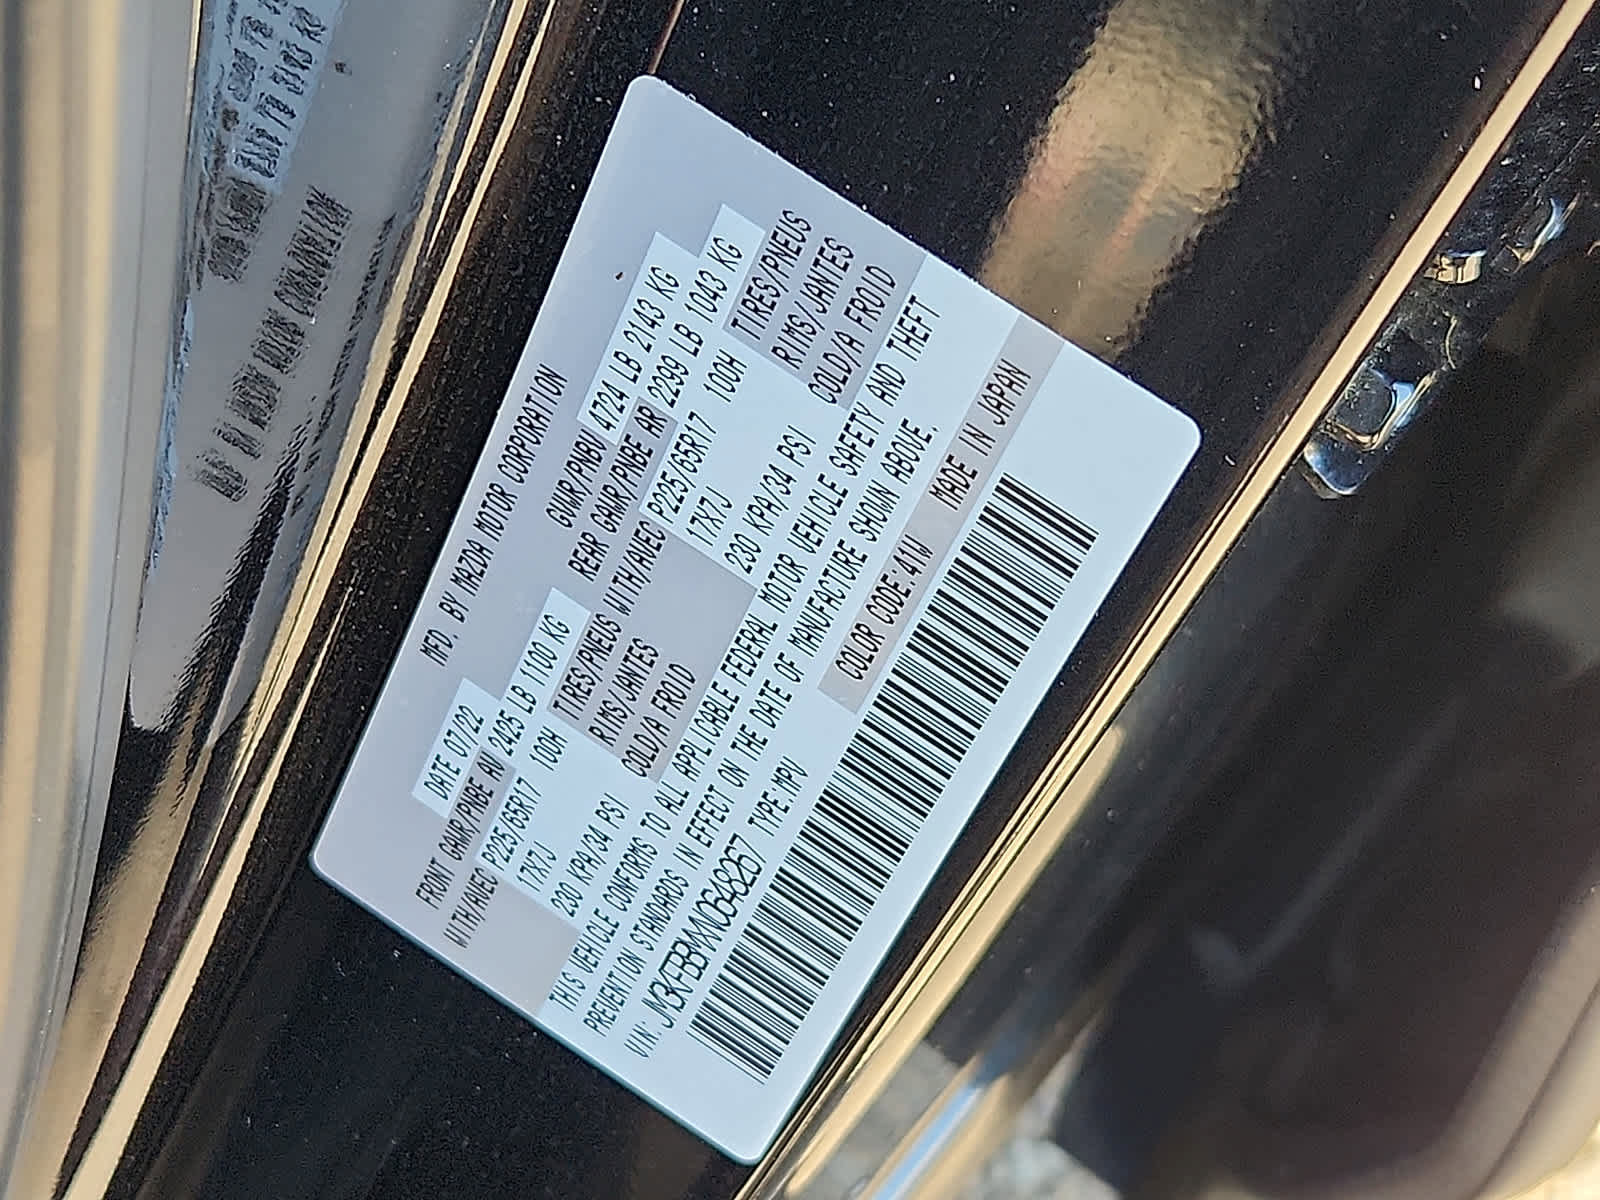 MFD. BY MAZDA MOTOR CORPORATION
DATE 07/22 GVWR/PNBV 4724 LB 2143 KG
FRONT GAWR/PNBE AV 2425 LB 1100 KG REAR GAWR/PNBE AR 2299 LB 1043 KG
WITH/AVEC P225/65R17 100H TIRES/PNEUS WITH/AVEC P225/65R17 100H TIRES/PNEUS
17X7J RIMS/JANTES 17X7J RIMS/JANTES
230 KPA/34 PSI COLD/A FROID 230 KPA/34 PSI COLD/A FROID
THIS VEHICLE CONFORMS TO ALL APPLICABLE FEDERAL MOTOR VEHICLE SAFETY AND THEFT
PREVENTION STANDARDS IN EFFECT ON THE DATE OF MANUFACTURE SHOWN ABOVE.
VIN: JM3KFBBMXN0648267 TYPE:MPV COLOR CODE:41W MADE IN JAPAN